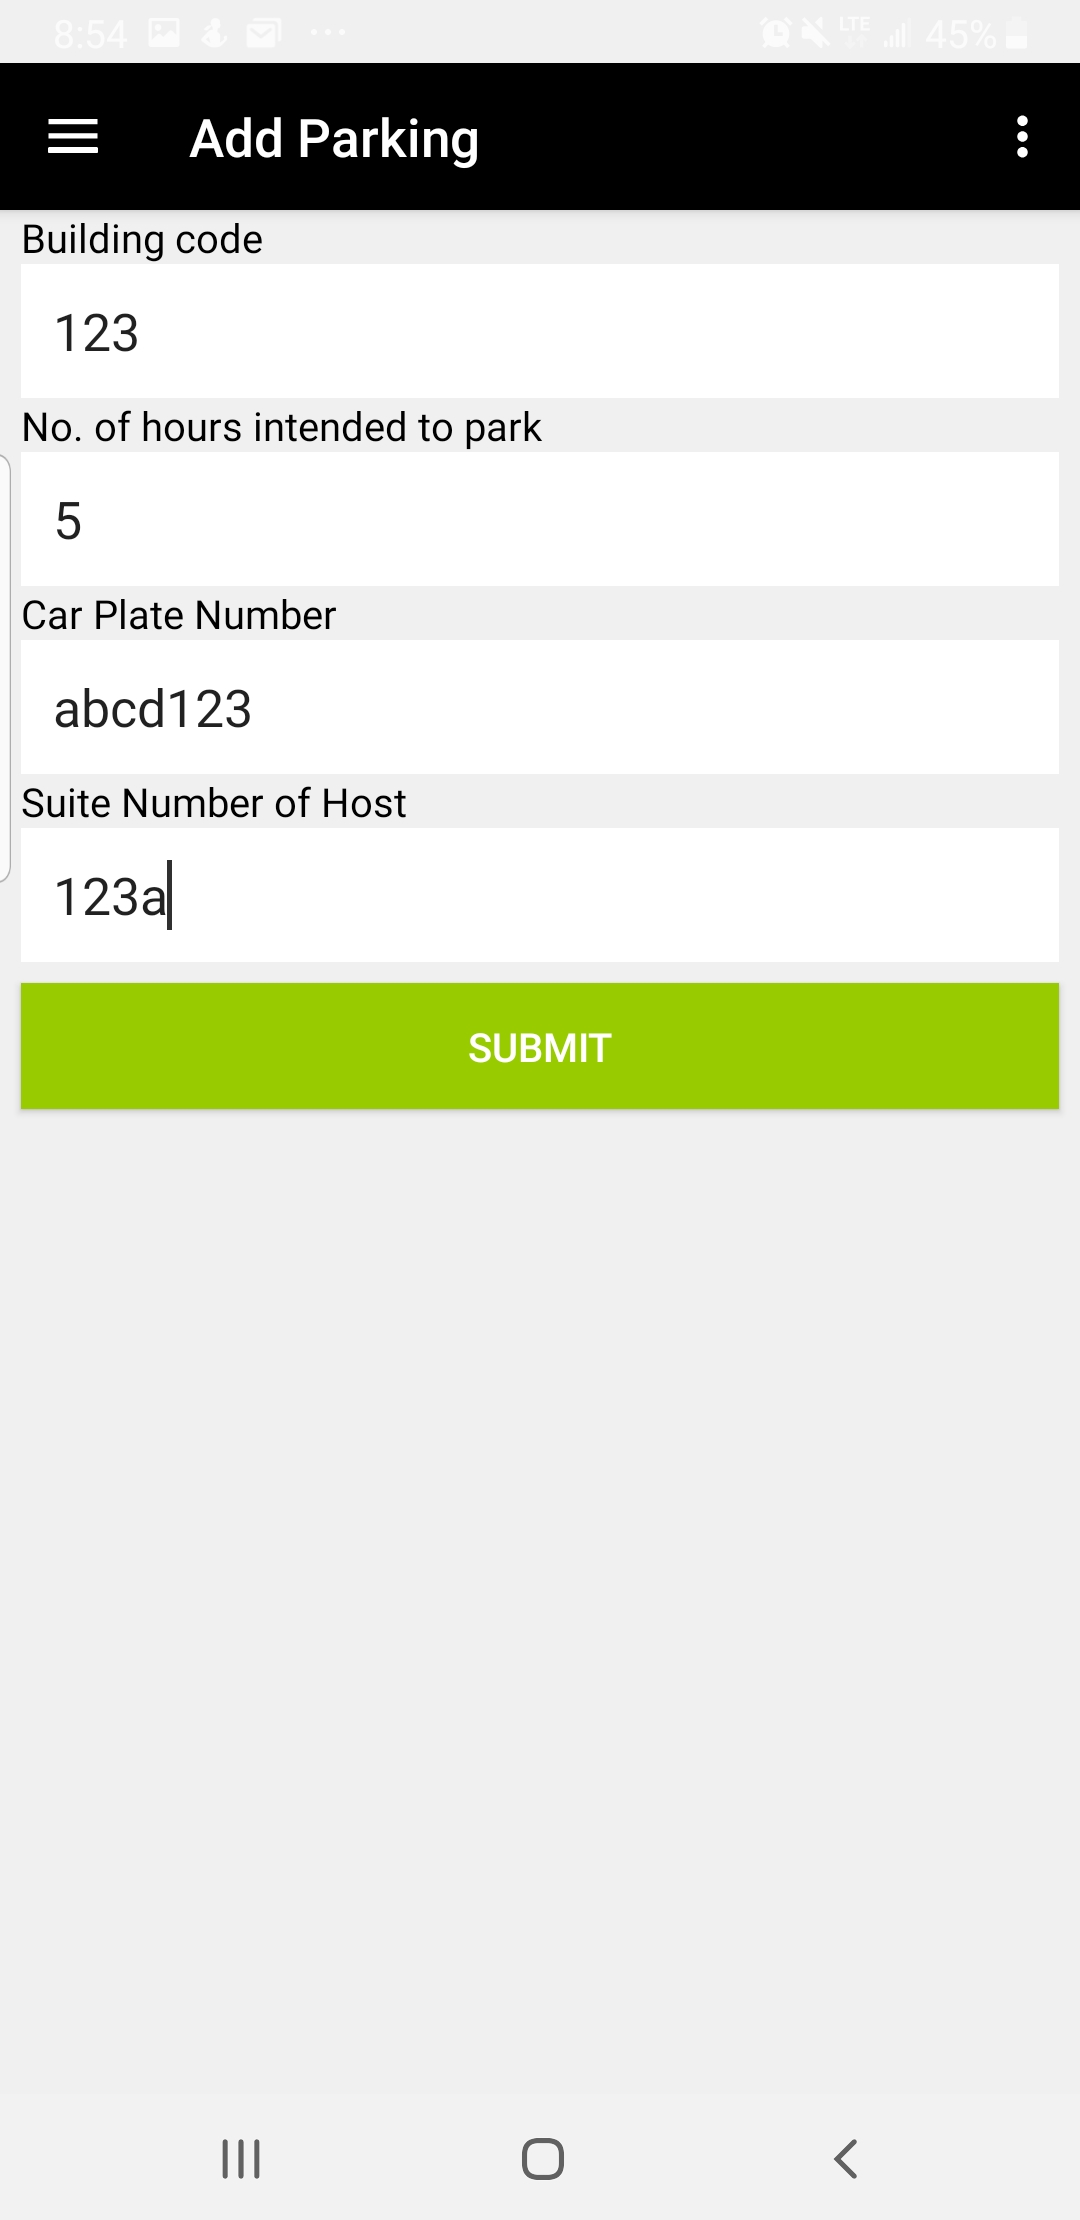 8:54 LTE 45%
Add Parking
Building code
123
No. of hours intended to park
5
Car Plate Number
abcd123
Suite Number of Host
123a
SUBMIT